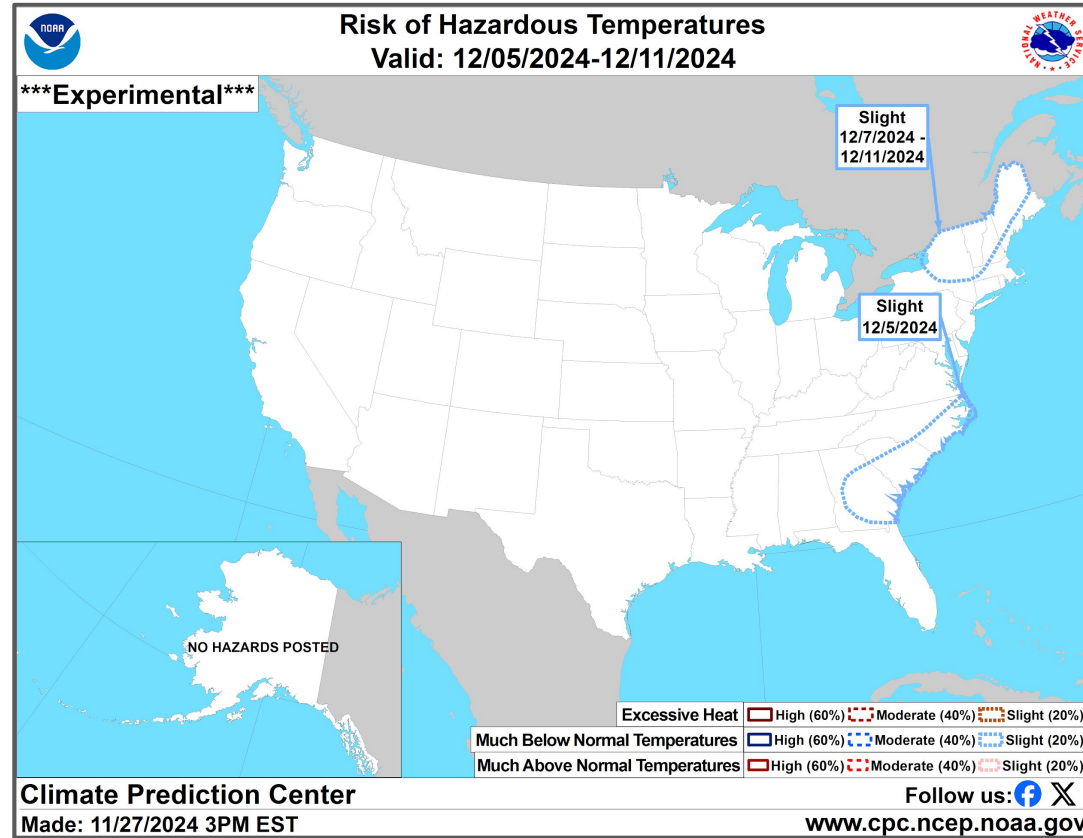 NOAA
Risk of Hazardous Temperatures
Valid: 12/05/2024-12/11/2024
NATIONAL WEATHER SERVICE
***Experimental***
Slight
12/7/2024 -
12/11/2024
Slight
12/5/2024
NO HAZARDS POSTED
Excessive Heat High (60%) Moderate (40%) Slight (20%)
Much Below Normal Temperatures High (60%) Moderate (40%) Slight (20%)
Much Above Normal Temperatures High (60%) Moderate (40%) Slight (20%)
Climate Prediction Center
Follow us:
Made: 11/27/2024 3PM EST
www.cpc.ncep.noaa.gov